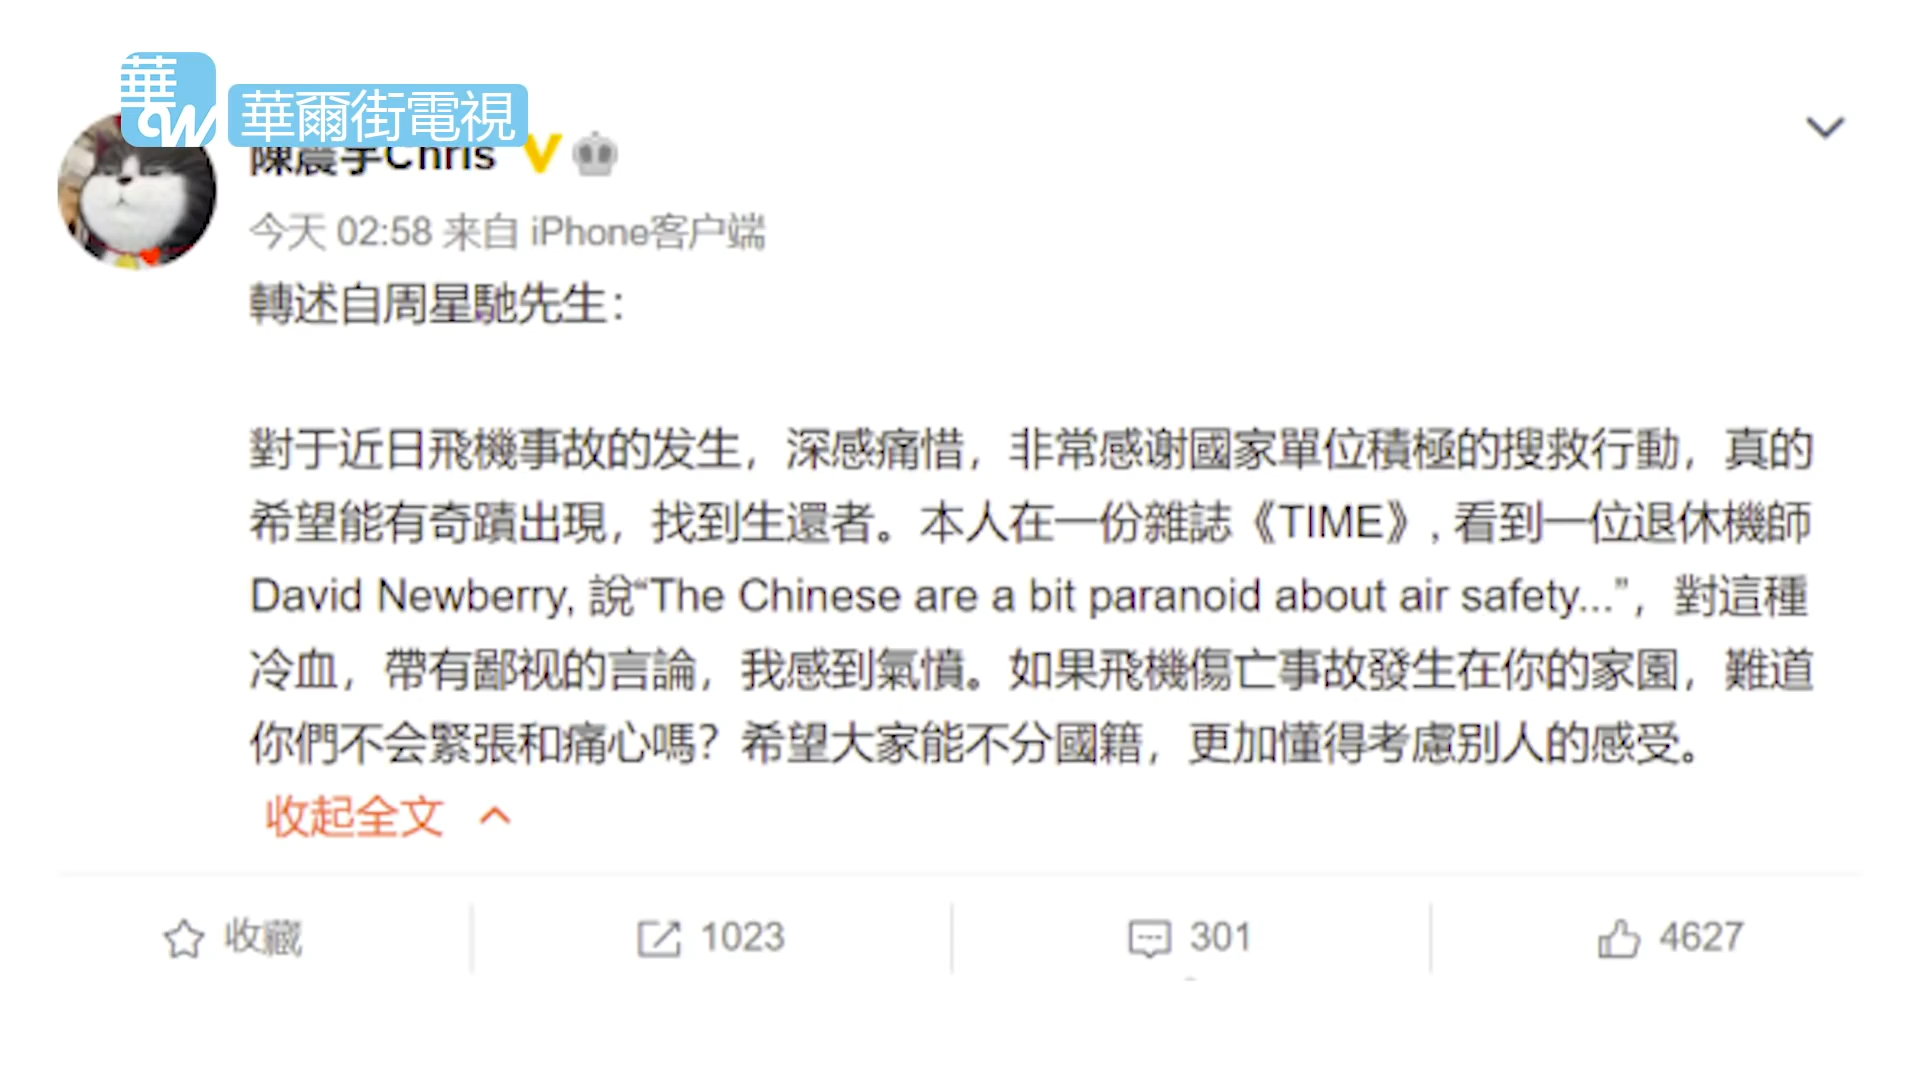 華
華爾街電視
陳震宇Chris
今天 02:58 来自 iPhone客户端
轉述自周星馳先生：
對于近日飛機事故的发生，深感痛惜，非常感谢國家單位積極的搜救行動，真的
希望能有奇蹟出現，找到生還者。本人在一份雜誌《TIME》, 看到一位退休機師
David Newberry, 說“The Chinese are a bit paranoid about air safety...”，對這種
冷血，帶有鄙视的言論，我感到氣憤。如果飛機傷亡事故發生在你的家園，難道
你們不会緊張和痛心嗎？希望大家能不分國籍，更加懂得考慮别人的感受。
收起全文
收藏
1023
301
4627